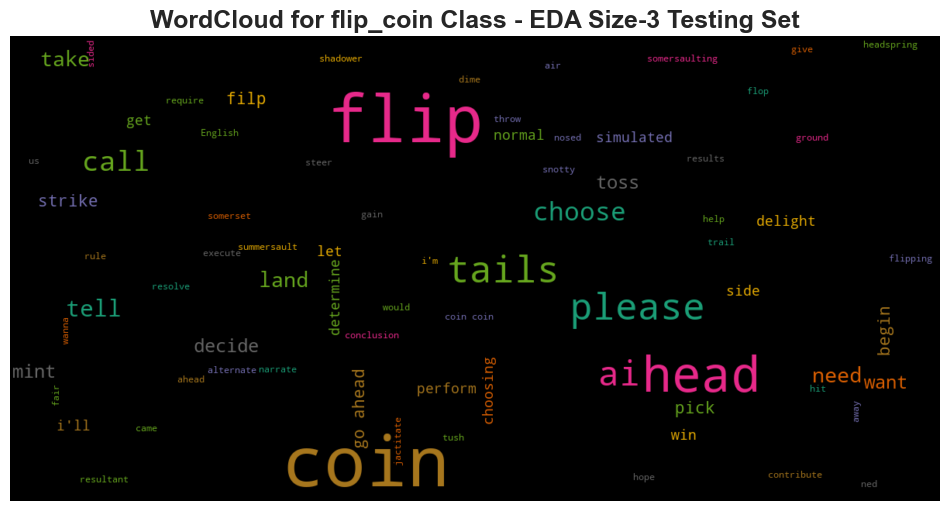 WordCloud for flip_coin Class - EDA Size-3 Testing Set
take
sided
shadower
dime
air
somersaulting
give
headspring
flop
require
filp
get
English
flip
throw
normal
nosed
simulated
ground
us
call
steer
snotty
results
toss
strike
somerset
gain
choose
help
delight
trail
rule
execute
summersault
let
i'm
tails
flipping
resolve
land
determine
side
tell
would
coin coin
please
wanna
conclusion
begin
decide
mint
alternate
narrate
ahead
ai
head
need
want
hit
fair
go ahead
perform
choosing
pick
away
i'll
came
jactitate
tush
win
coin
resultant
hope
contribute
ned